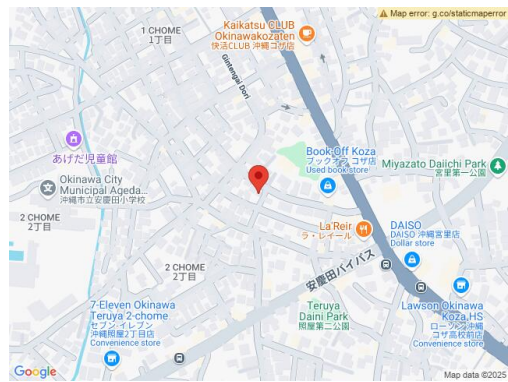 Map error: g.co/staticmaperror
1 CHOME
1丁目
Kaikatsu CLUB
Okinawakozaten
快活CLUB 沖縄コザ店
Gintengai Dori
あげだ児童館
Book-Off Koza
ブックオフ コザ店
Used book store
Miyazato Daiichi Park
宮里第一公園
Okinawa City
Municipal Ageda...
沖縄市立安慶田小学校
2 CHOME
2丁目
La Reir
ラ・レイール
DAISO
DAISO 沖縄宮里店
Dollar store
2 CHOME
2丁目
安慶田バイパス
7-Eleven Okinawa
Teruya 2-chome
セブン-イレブン
沖縄照屋2丁目店
Convenience store
Teruya
Daini Park
照屋第二公園
Lawson Okinawa
Koza,HS
ローソン沖縄
コザ高校前店
Convenience store
Google
Map data ©2025